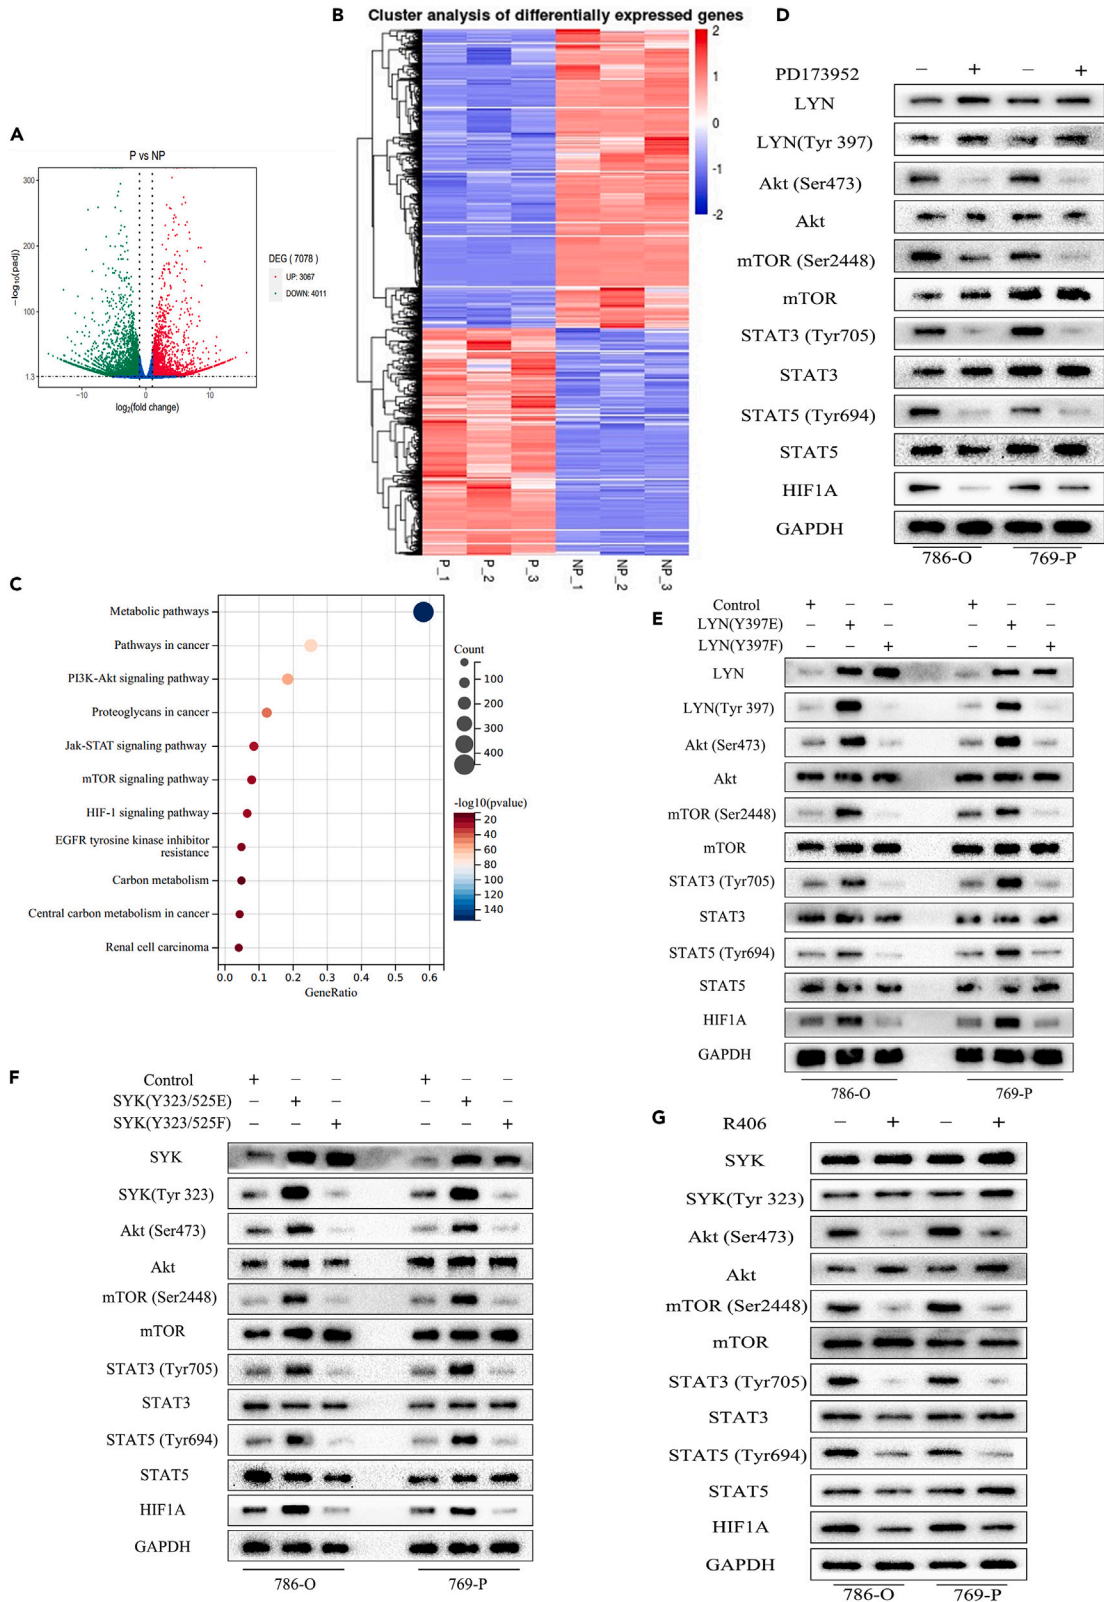 A
P vs NP
300
200
100
1.3
−log10(padj)
−10
0
10
log2(fold change)
DEG ( 7078 )
UP: 3067
DOWN: 4011
B
Cluster analysis of differentially expressed genes
2
1
0
-1
-2
P_1
P_2
P_3
NP_1
NP_2
NP_3
C
Metabolic pathways
Pathways in cancer
PI3K-Akt signaling pathway
Proteoglycans in cancer
Jak-STAT signaling pathway
mTOR signaling pathway
HIF-1 signaling pathway
EGFR tyrosine kinase inhibitor
resistance
Carbon metabolism
Central carbon metabolism in cancer
Renal cell carcinoma
0.0 0.1 0.2 0.3 0.4 0.5 0.6
GeneRatio
Count
100
200
300
400
-log10(pvalue)
20
40
60
80
100
120
140
D
PD173952 − + − +
LYN
LYN(Tyr 397)
Akt (Ser473)
Akt
mTOR (Ser2448)
mTOR
STAT3 (Tyr705)
STAT3
STAT5 (Tyr694)
STAT5
HIF1A
GAPDH
786-O 769-P
E
Control + − − + − −
LYN(Y397E) − + − − + −
LYN(Y397F) − − + − − +
LYN
LYN(Tyr 397)
Akt (Ser473)
Akt
mTOR (Ser2448)
mTOR
STAT3 (Tyr705)
STAT3
STAT5 (Tyr694)
STAT5
HIF1A
GAPDH
786-O 769-P
F
Control + − − + − −
SYK(Y323/525E) − + − − + −
SYK(Y323/525F) − − + − − +
SYK
SYK(Tyr 323)
Akt (Ser473)
Akt
mTOR (Ser2448)
mTOR
STAT3 (Tyr705)
STAT3
STAT5 (Tyr694)
STAT5
HIF1A
GAPDH
786-O 769-P
G
R406 − + − +
SYK
SYK(Tyr 323)
Akt (Ser473)
Akt
mTOR (Ser2448)
mTOR
STAT3 (Tyr705)
STAT3
STAT5 (Tyr694)
STAT5
HIF1A
GAPDH
786-O 769-P